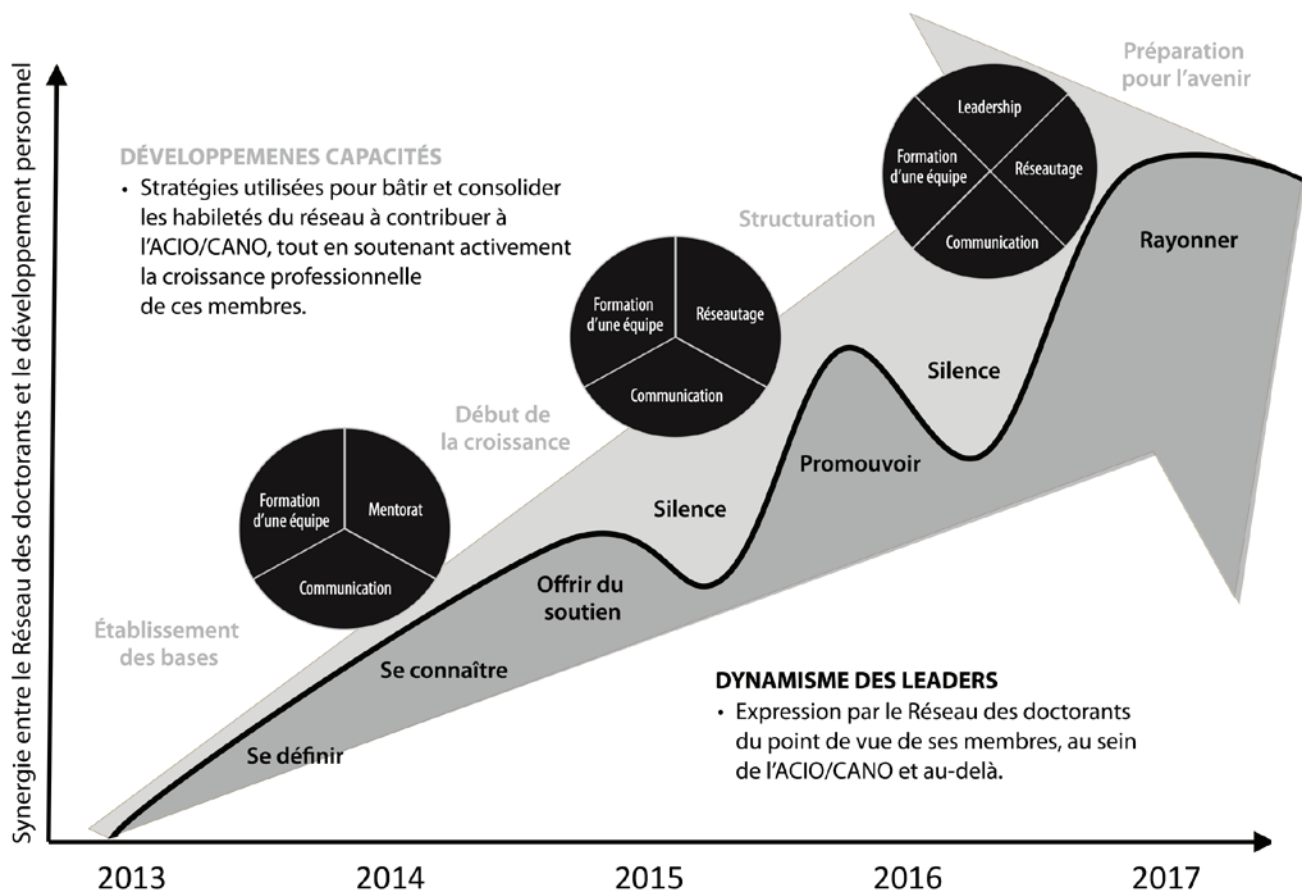 Synergie entre le Réseau des doctorants et le développement personnel
DÉVELOPPEMENES CAPACITÉS
• Stratégies utilisées pour bâtir et consolider
les habiletés du réseau à contribuer à
l'ACIO/CANO, tout en soutenant activement
la croissance professionnelle
de ces membres.
Établissement
des bases
Début de
la croissance
Structuration
Préparation
pour l'avenir
Formation
d'une équipe
Mentorat
Communication
Formation
d'une équipe
Réseautage
Communication
Leadership
Formation
d'une équipe
Réseautage
Communication
Se définir
Se connaître
Offrir du
soutien
Silence
Promouvoir
Silence
Rayonner
DYNAMISME DES LEADERS
• Expression par le Réseau des doctorants
du point de vue de ses membres, au sein
de l'ACIO/CANO et au-delà.
2013
2014
2015
2016
2017